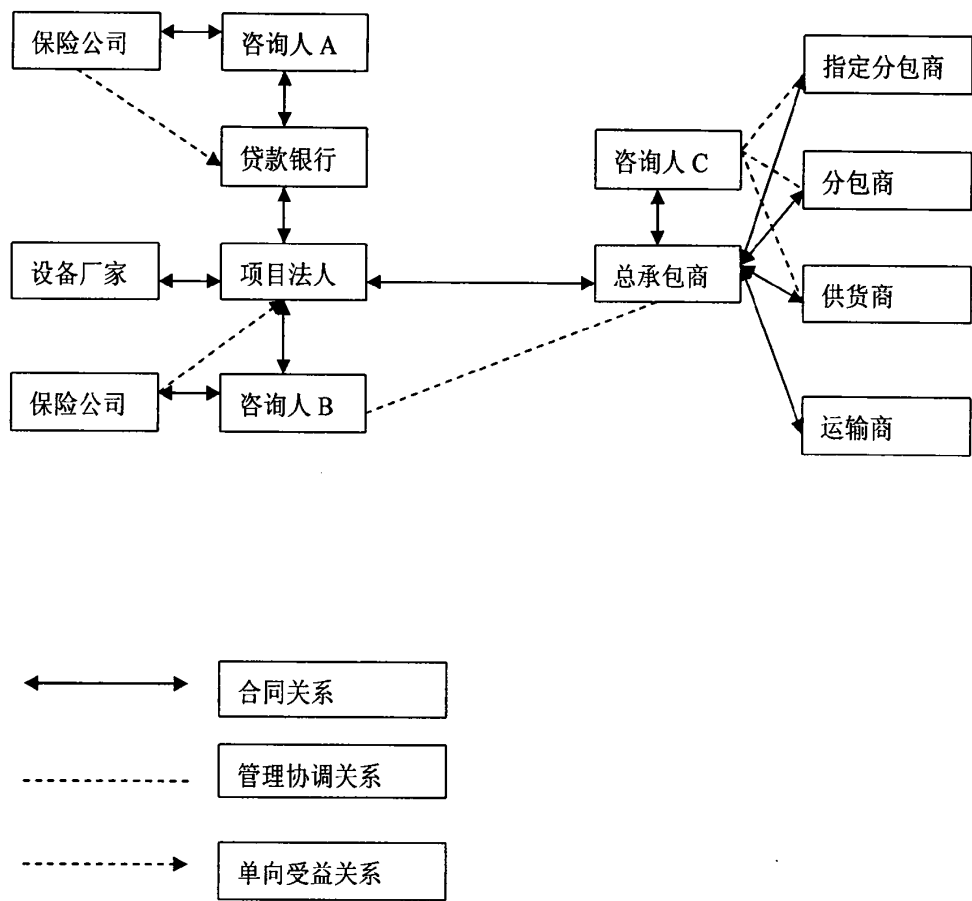 保险公司
咨询人 A
指定分包商
贷款银行
咨询人 C
分包商
设备厂家
项目法人
总承包商
供货商
保险公司
咨询人 B
运输商
合同关系
管理协调关系
单向受益关系